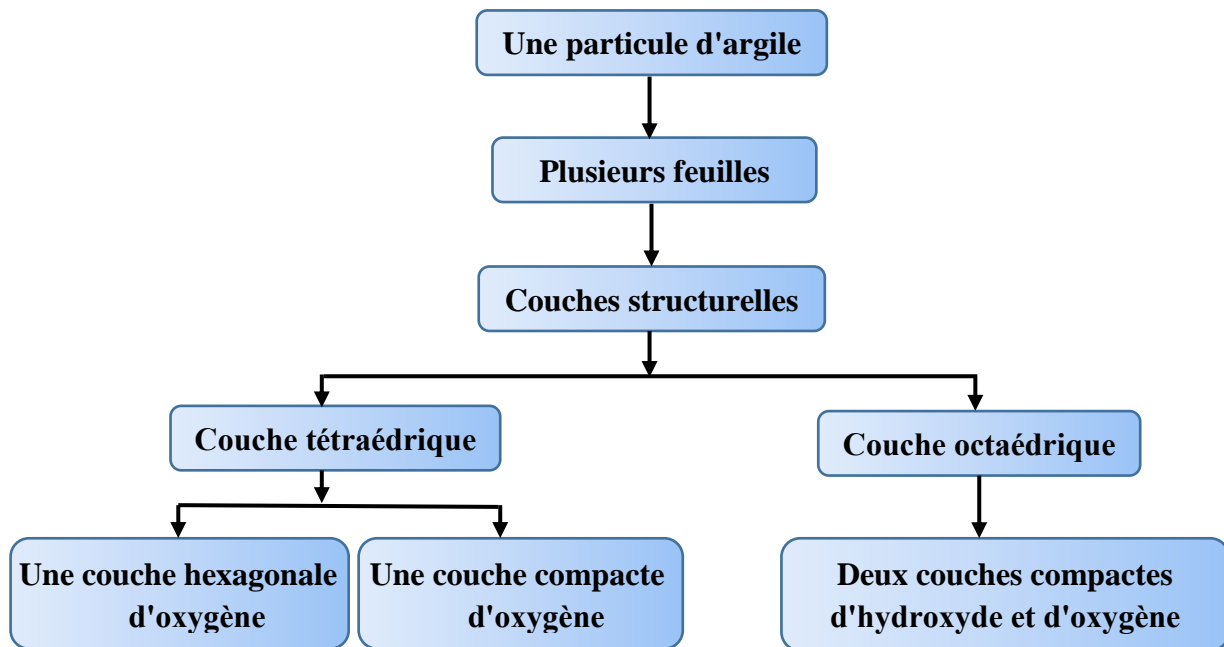 Une particule d'argile
Plusieurs feuilles
Couches structurelles
Couche tétraédrique
Couche octaédrique
Une couche hexagonale
d'oxygène
Une couche compacte
d'oxygène
Deux couches compactes
d'hydroxyde et d'oxygène